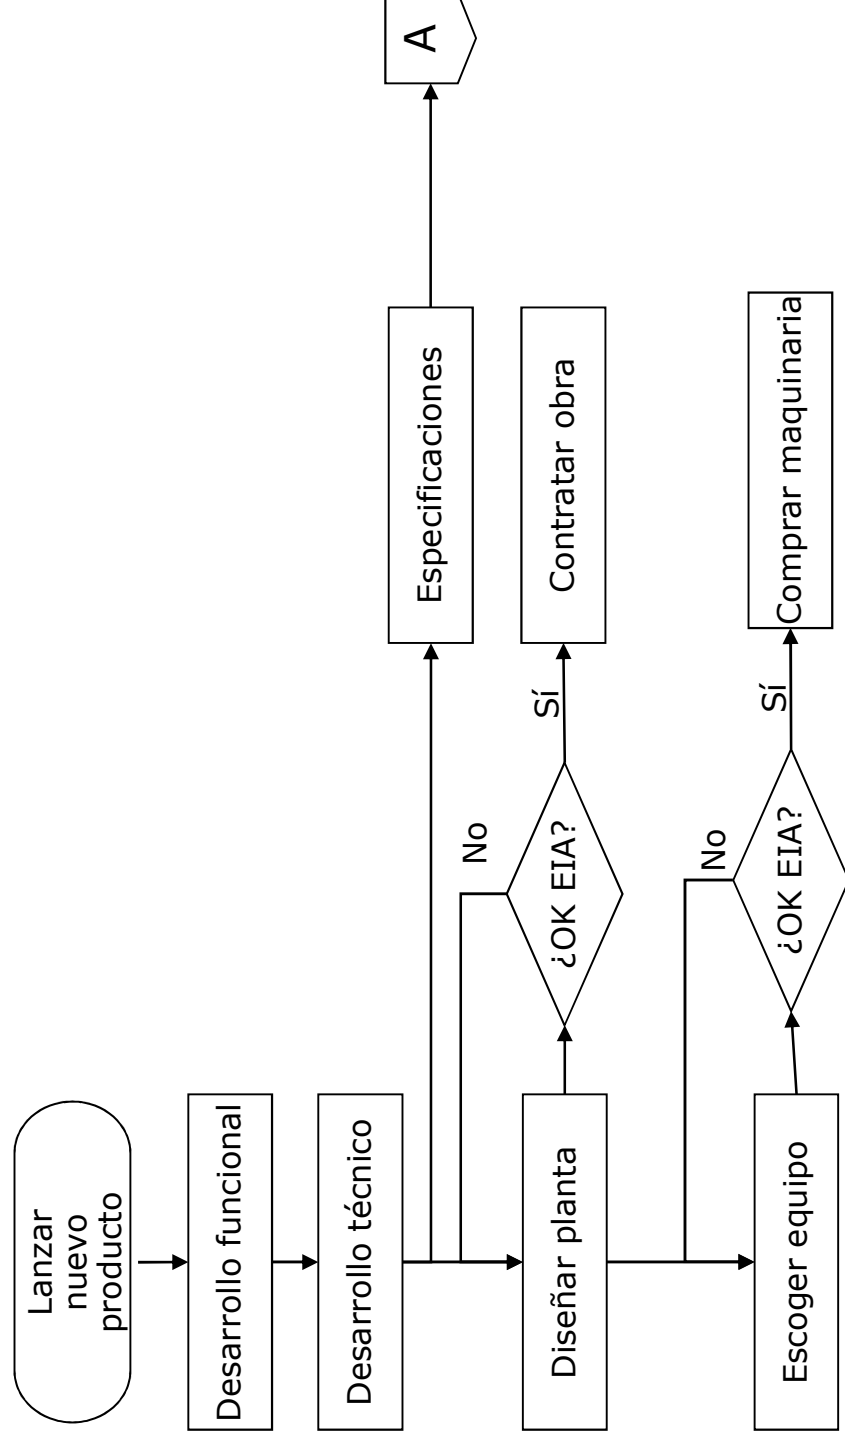 Lanzar
nuevo
producto
Desarrollo funcional
Desarrollo técnico
Especificaciones
A
Diseñar planta
¿OK EIA?
No
Sí
Contratar obra
Escoger equipo
¿OK EIA?
No
Sí
Comprar maquinaria